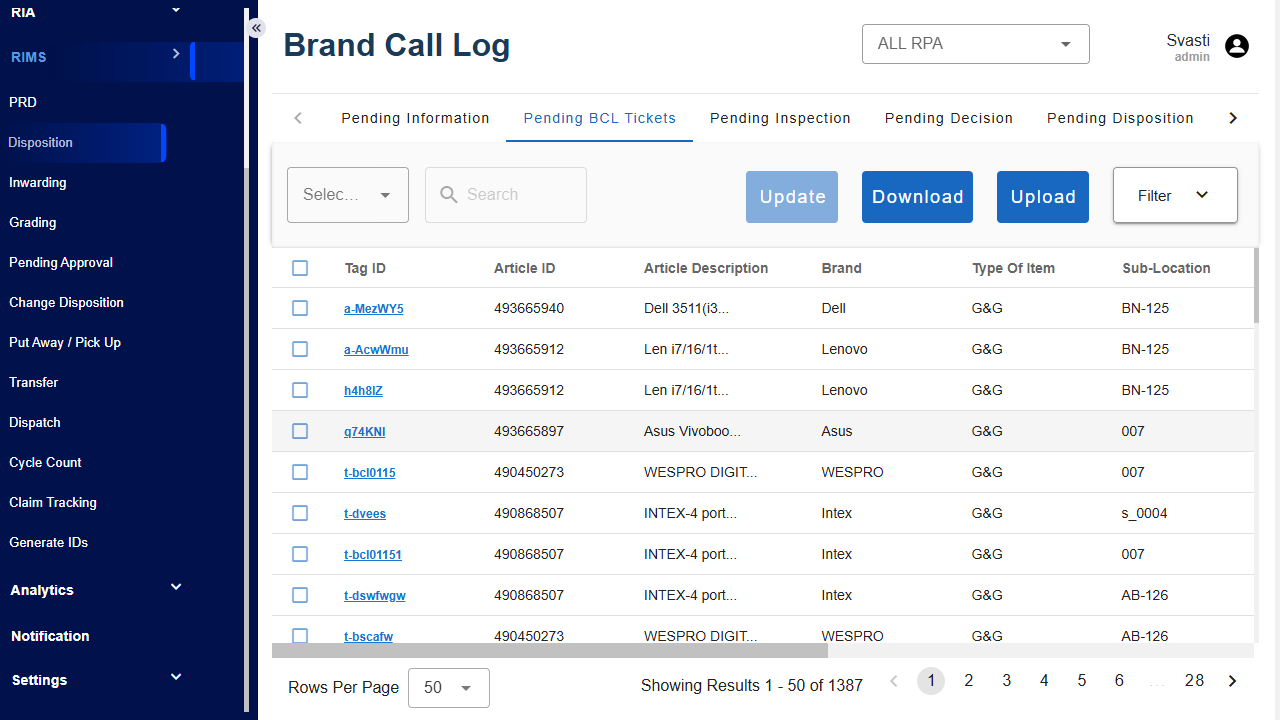 RIA
RIMS
PRD
Disposition
Inwarding
Grading
Pending Approval
Change Disposition
Put Away / Pick Up
Transfer
Dispatch
Cycle Count
Claim Tracking
Generate IDs
Analytics
Notification
Settings
Brand Call Log
ALL RPA
Svasti
admin
Pending Information Pending BCL Tickets Pending Inspection Pending Decision Pending Disposition
Selec... Search Update Download Upload Filter
Tag ID Article ID Article Description Brand Type Of Item Sub-Location
a-MezWY5 493665940 Dell 3511(i3... Dell G&G BN-125
a-AcwWmu 493665912 Len i7/16/1t... Lenovo G&G BN-125
h4h8lZ 493665912 Len i7/16/1t... Lenovo G&G BN-125
q74KNl 493665897 Asus Vivoboo... Asus G&G 007
t-bcl0115 490450273 WESPRO DIGIT... WESPRO G&G 007
t-dvees 490868507 INTEX-4 port... Intex G&G s_0004
t-bcl01151 490868507 INTEX-4 port... Intex G&G 007
t-dswfwgw 490868507 INTEX-4 port... Intex G&G AB-126
t-bscafw 490450273 WESPRO DIGIT... WESPRO G&G AB-126
Rows Per Page 50 Showing Results 1 - 50 of 1387 1 2 3 4 5 6 ... 28